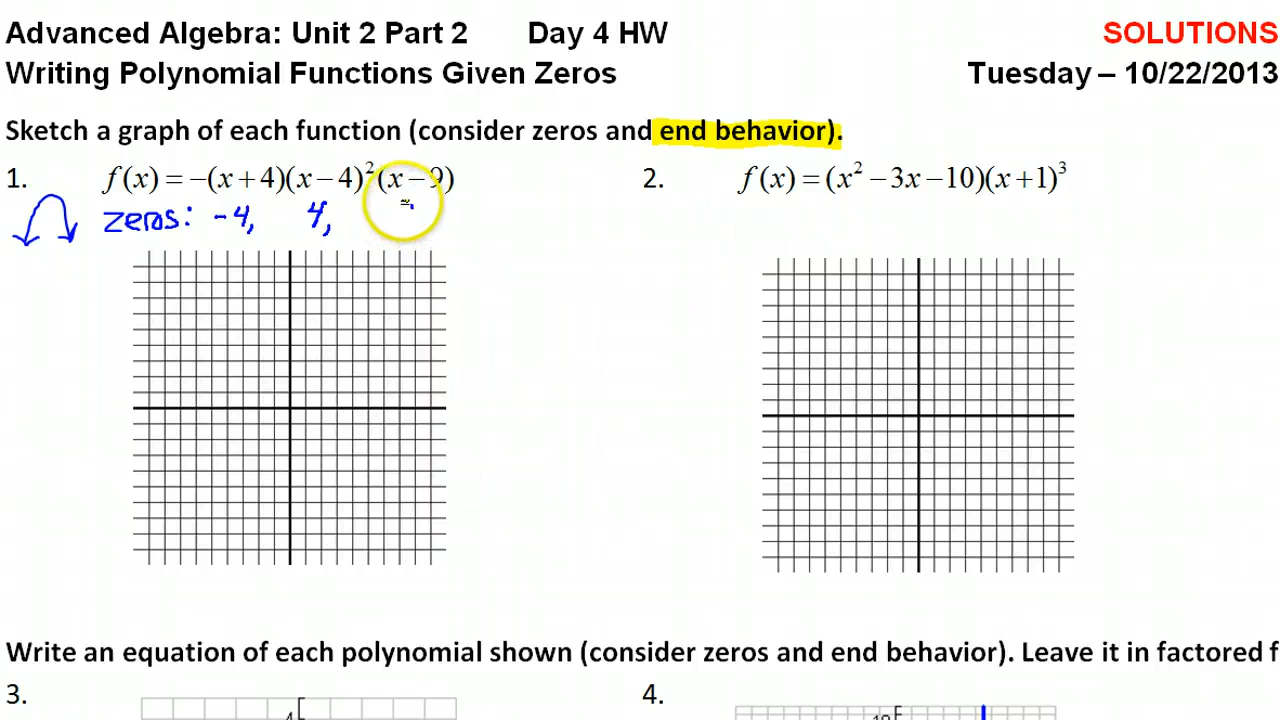 Advanced Algebra: Unit 2 Part 2 Day 4 HW SOLUTIONS
Writing Polynomial Functions Given Zeros Tuesday – 10/22/2013
Sketch a graph of each function (consider zeros and end behavior).
1. f(x) = −(x+4)(x−4)²(x−9)
zeros: -4, 4,
2. f(x) = (x² −3x−10)(x+1)³
Write an equation of each polynomial shown (consider zeros and end behavior). Leave it in factored f
3.
4.